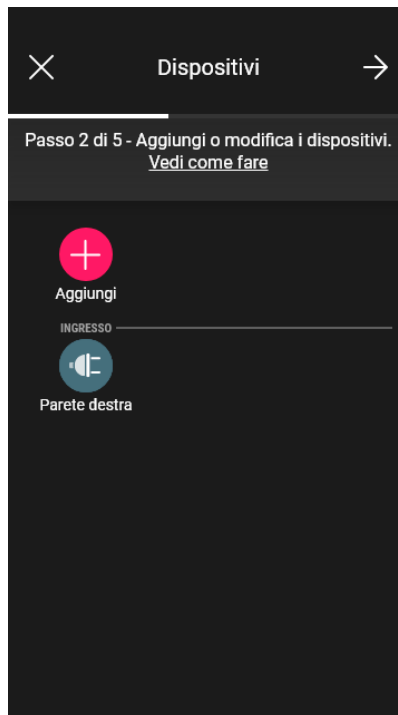 Dispositivi
Passo 2 di 5 - Aggiungi o modifica i dispositivi.
Vedi come fare
Aggiungi
INGRESSO
Parete destra